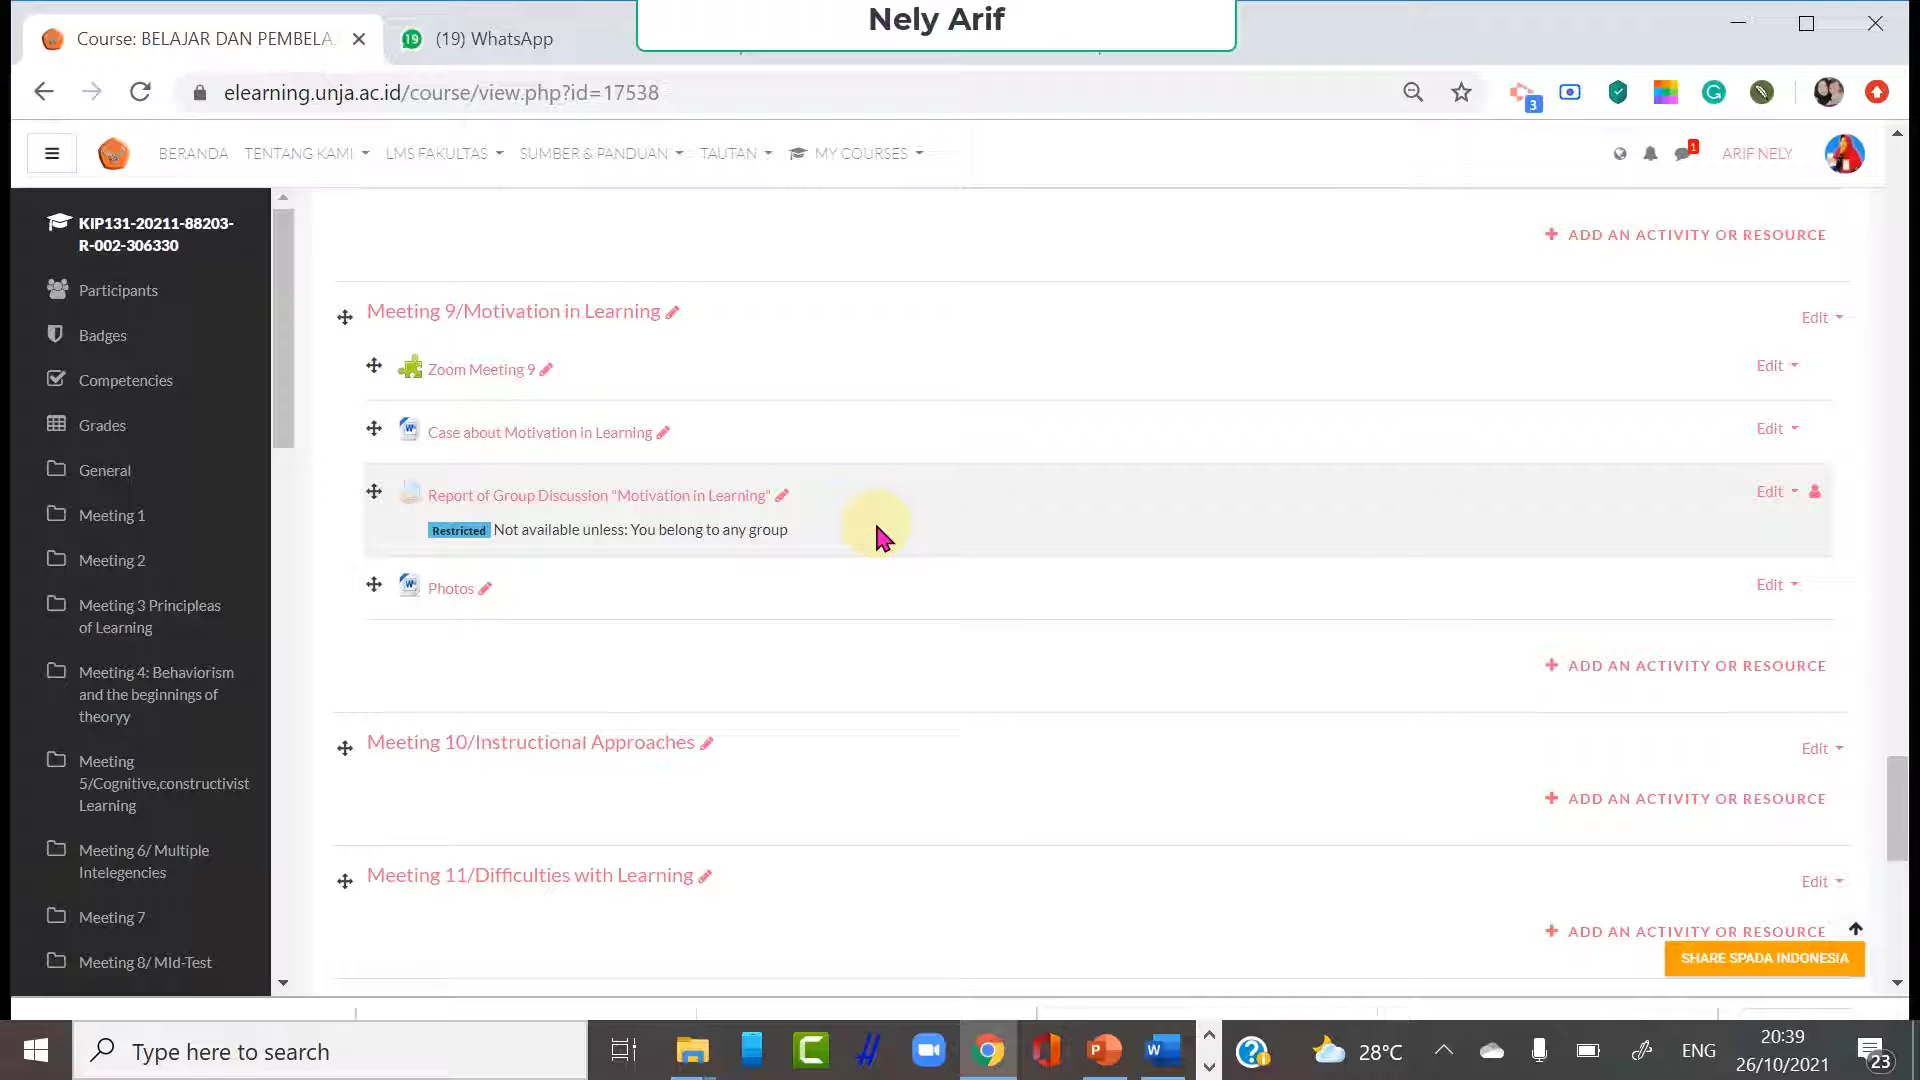 Nely Arif
Course: BELAJAR DAN PEMBELA
(19) WhatsApp
elearning.unja.ac.id/course/view.php?id=17538
3
BERANDA
TENTANG KAMI
LMS FAKULTAS
SUMBER & PANDUAN
TAUTAN
MY COURSES
1
ARIF NELY
KIP131-20211-88203-
R-002-306330
Participants
Badges
Competencies
Grades
General
Meeting 1
Meeting 2
Meeting 3 Principleas
of Learning
Meeting 4: Behaviorism
and the beginnings of
theoryy
Meeting
5/Cognitive,constructivist
Learning
Meeting 6/ Multiple
Intelegencies
Meeting 7
Meeting 8/ MId-Test
ADD AN ACTIVITY OR RESOURCE
Meeting 9/Motivation in Learning
Edit
Zoom Meeting 9
Edit
Case about Motivation in Learning
Edit
Report of Group Discussion "Motivation in Learning"
Edit
Restricted Not available unless: You belong to any group
Photos
Edit
ADD AN ACTIVITY OR RESOURCE
Meeting 10/Instructional Approaches
Edit
ADD AN ACTIVITY OR RESOURCE
Meeting 11/Difficulties with Learning
Edit
ADD AN ACTIVITY OR RESOURCE
SHARE SPADA INDONESIA
Type here to search
28°C
ENG
20:39
26/10/2021
23